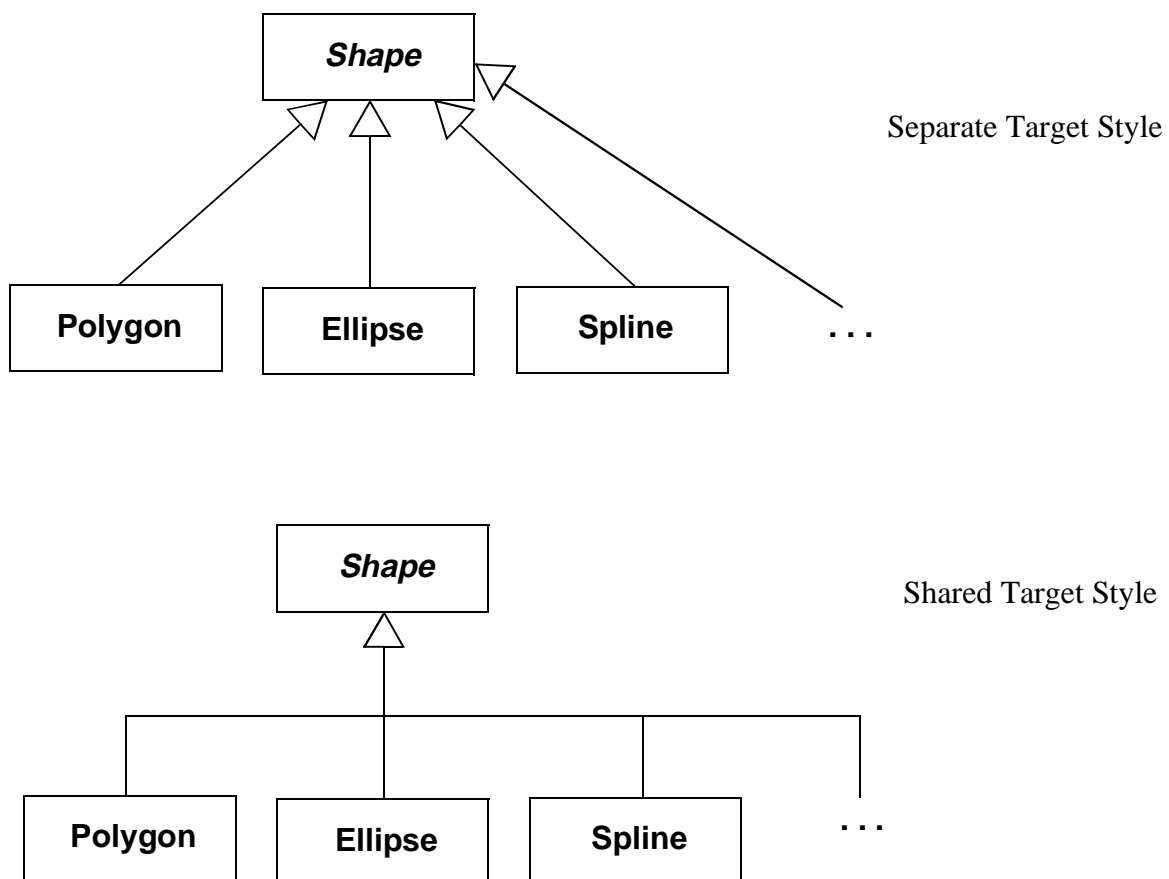 Shape
Separate Target Style
Polygon
Ellipse
Spline
. . .
Shape
Shared Target Style
Polygon
Ellipse
Spline
. . .